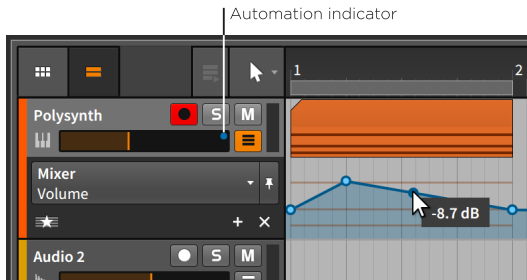 Automation indicator
1
2
Polysynth
S M
Mixer
Volume
-8.7 dB
Audio 2
S M